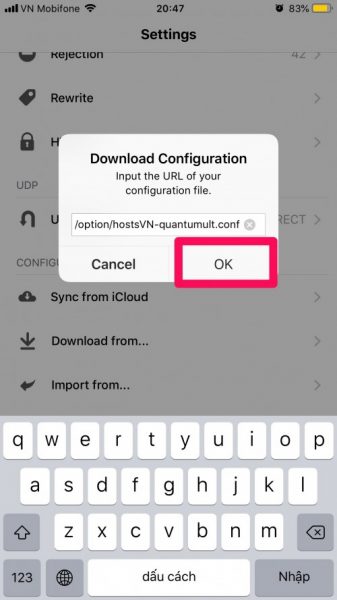 VN Mobifone 20:47 83%
Settings
Rejection 42
Rewrite
H
Download Configuration
Input the URL of your
configuration file.
/option/hostsVN-quantumult.conf
Cancel OK
UDP
U RECT
CONFIGU
Sync from iCloud
Download from...
Import from...
q w e r t y u i o p
a s d f g h j k l
z x c v b n m
123 dấu cách Nhập